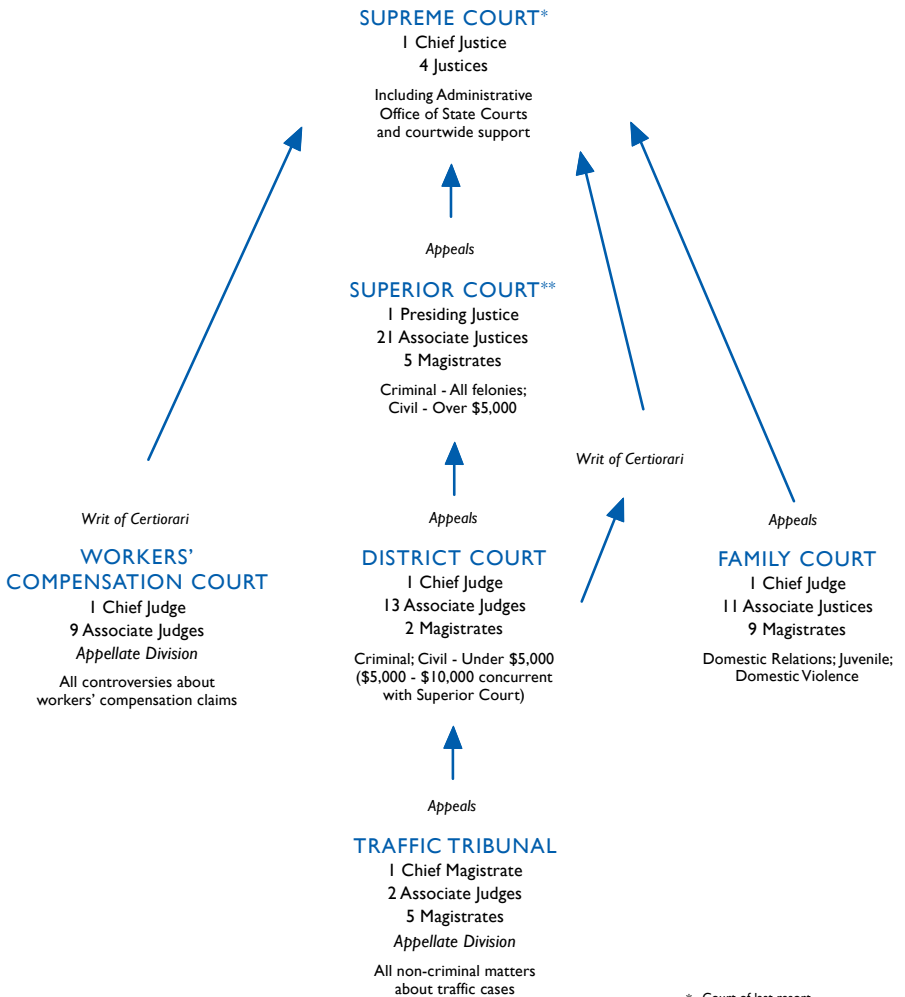 SUPREME COURT*
1 Chief Justice
4 Justices
Including Administrative
Office of State Courts
and courtwide support
Appeals
SUPERIOR COURT**
1 Presiding Justice
21 Associate Justices
5 Magistrates
Criminal - All felonies;
Civil - Over $5,000
Writ of Certiorari
Writ of Certiorari
WORKERS'
COMPENSATION COURT
1 Chief Judge
9 Associate Judges
Appellate Division
All controversies about
workers' compensation claims
Appeals
DISTRICT COURT
1 Chief Judge
13 Associate Judges
2 Magistrates
Criminal; Civil - Under $5,000
($5,000 - $10,000 concurrent
with Superior Court)
Appeals
FAMILY COURT
1 Chief Judge
11 Associate Justices
9 Magistrates
Domestic Relations; Juvenile;
Domestic Violence
Appeals
TRAFFIC TRIBUNAL
1 Chief Magistrate
2 Associate Judges
5 Magistrates
Appellate Division
All non-criminal matters
about traffic cases
* Court of last resort